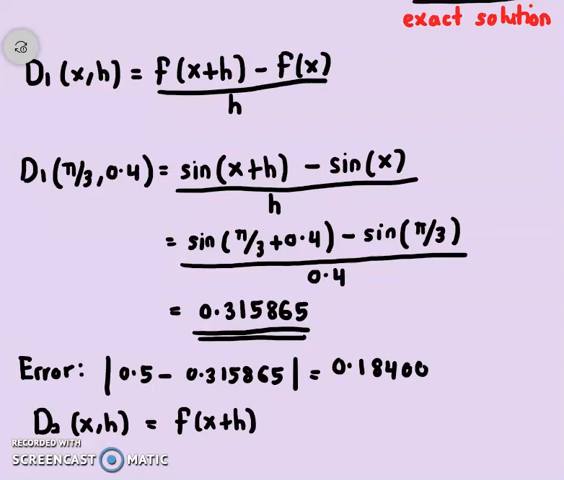 exact solution
D₁(x,h) = f(x+h) - f(x) / h
D₁(π/3, 0.4) = sin(x+h) - sin(x) / h
= sin(π/3+0.4) - sin(π/3) / 0.4
= 0.315865
Error: |0.5 - 0.315865| = 0.18400
D₂(x,h) = f(x+h)
RECORDED WITH
SCREENCAST MATIC